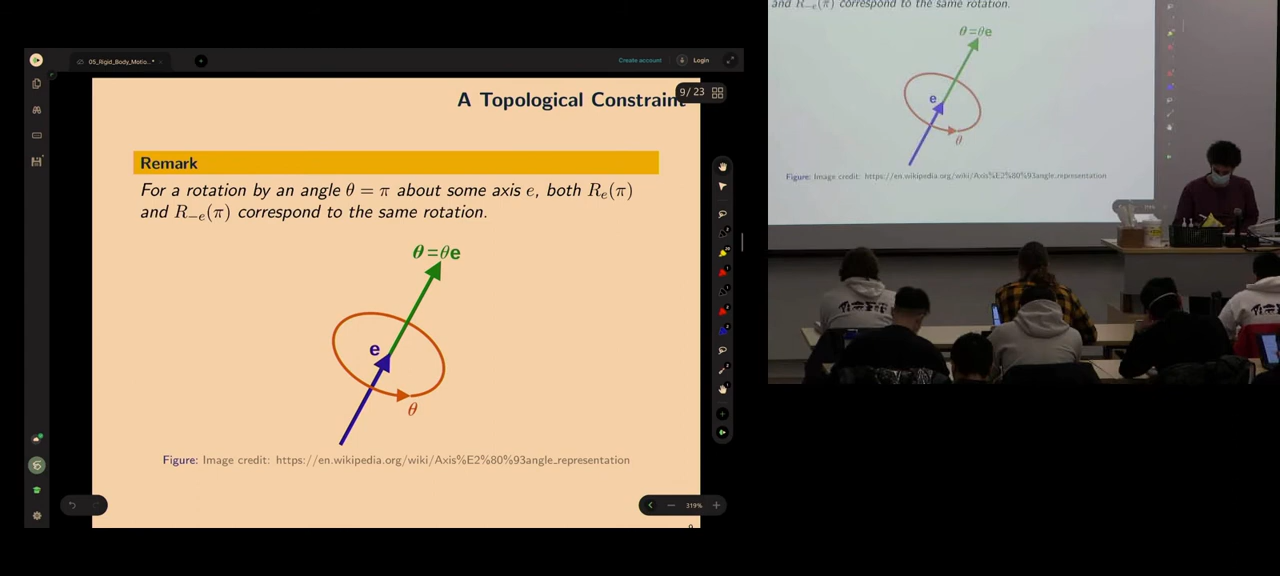 05_Rigid_Body_Motio...*
Create account
Login
A Topological Constraint
9/ 23
Remark
For a rotation by an angle θ = π about some axis e, both Rₑ(π)
and R₋ₑ(π) correspond to the same rotation.
θ=θe
e
θ
Figure: Image credit: https://en.wikipedia.org/wiki/Axis%E2%80%93angle_representation
319%
and R₋ₑ(π) correspond to the same rotation.
θ=θe
e
θ
Figure: Image credit: https://en.wikipedia.org/wiki/Axis%E2%80%93angle_representation